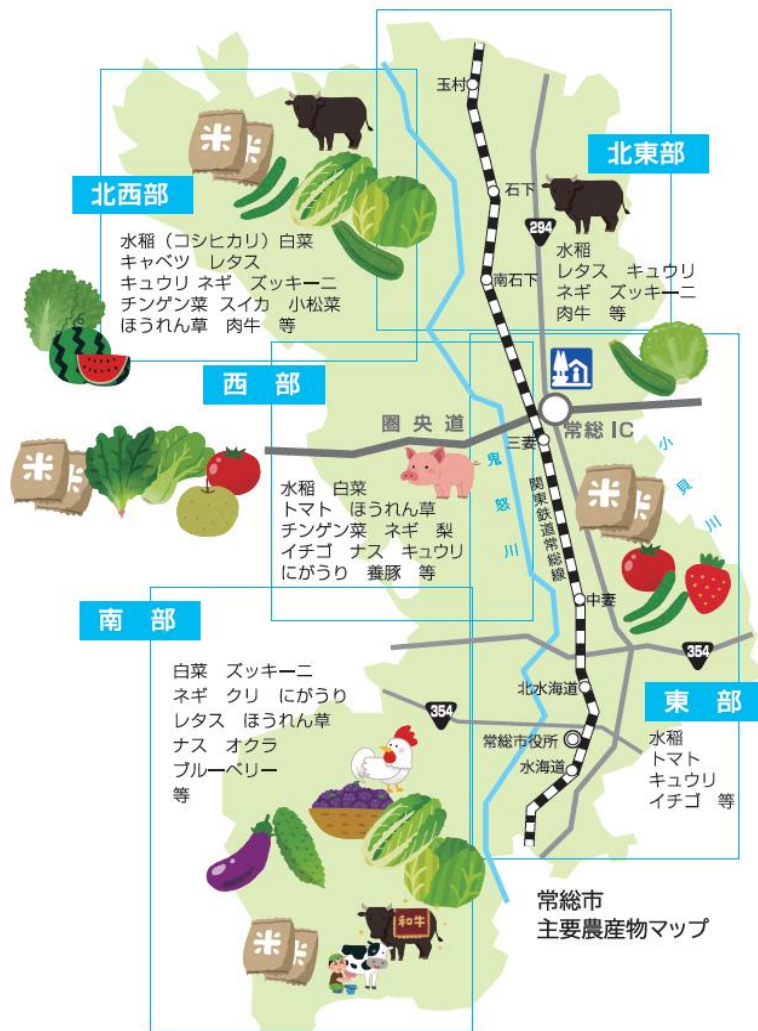 玉村
北東部
米 米
北西部
石下
294
水稲（コシヒカリ）白菜
キャベツ レタス
キュウリ ネギ ズッキーニ
チンゲン菜 スイカ 小松菜
ほうれん草 肉牛 等
水稲
レタス キュウリ
ネギ ズッキーニ
肉牛 等
南石下
西 部
圏央道
常総IC
三妻
小貝川
鬼怒川
関東鉄道常総線
米 米
米 米
水稲 白菜
トマト ほうれん草
チンゲン菜 ネギ 梨
イチゴ ナス キュウリ
にがうり 養豚 等
中妻
南 部
354
白菜 ズッキーニ
ネギ クリ にがうり
レタス ほうれん草
ナス オクラ
ブルーベリー
等
北水海道
354
東 部
常総市役所
水海道
水稲
トマト
キュウリ
イチゴ 等
和牛
米 米
常総市
主要農産物マップ